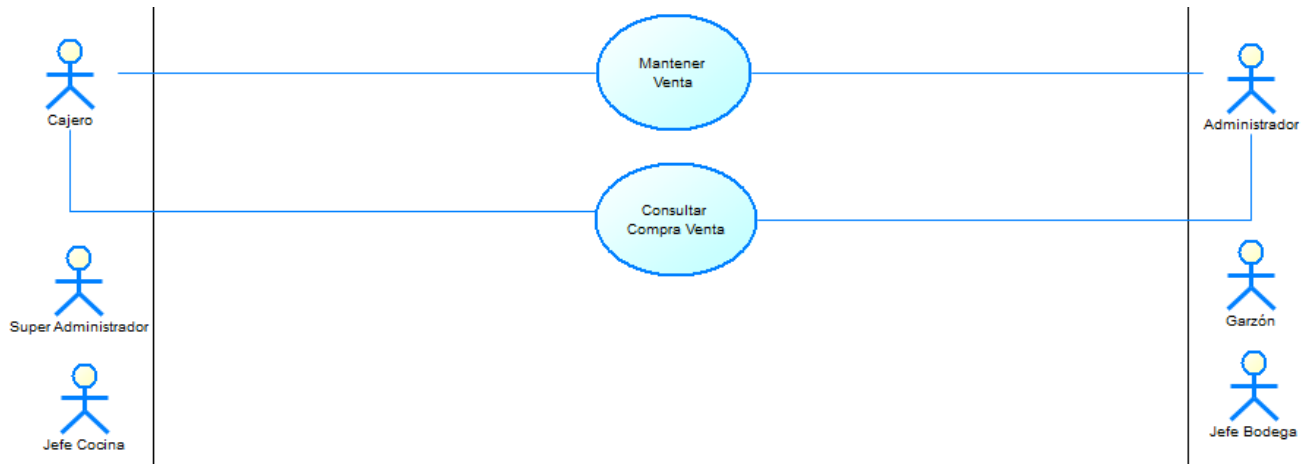 Mantener
Venta
Cajero
Administrador
Consultar
Compra Venta
Super Administrador
Garzón
Jefe Cocina
Jefe Bodega